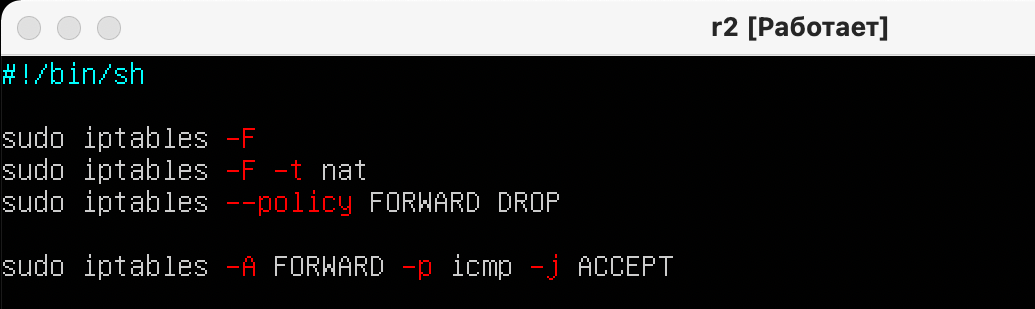 r2 [Работает]
#!/bin/sh
sudo iptables -F
sudo iptables -F -t nat
sudo iptables --policy FORWARD DROP
sudo iptables -A FORWARD -p icmp -j ACCEPT